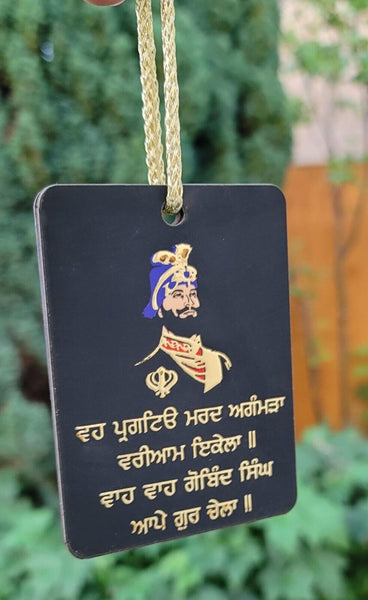 ਵਹ ਪ੍ਰਗਟਿਓ ਮਰਦ ਅਗੰਮੜਾ
ਵਰੀਆਮ ਇਕੇਲਾ ॥
ਵਾਹ ਵਾਹ ਗੋਬਿੰਦ ਸਿੰਘ
ਆਪੇ ਗੁਰ ਚੇਲਾ ॥